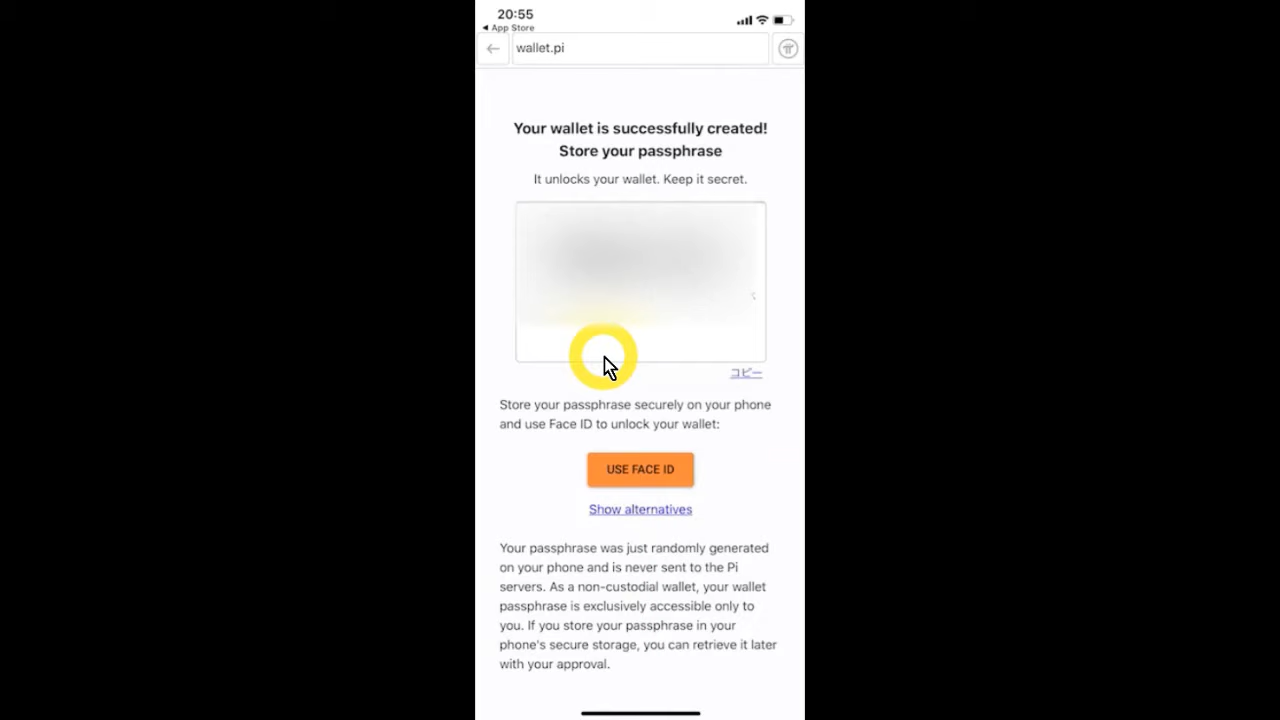 20:55
◀ App Store
wallet.pi
Your wallet is successfully created!
Store your passphrase
It unlocks your wallet. Keep it secret.
コピー
Store your passphrase securely on your phone
and use Face ID to unlock your wallet:
USE FACE ID
Show alternatives
Your passphrase was just randomly generated
on your phone and is never sent to the Pi
servers. As a non-custodial wallet, your wallet
passphrase is exclusively accessible only to
you. If you store your passphrase in your
phone's secure storage, you can retrieve it later
with your approval.